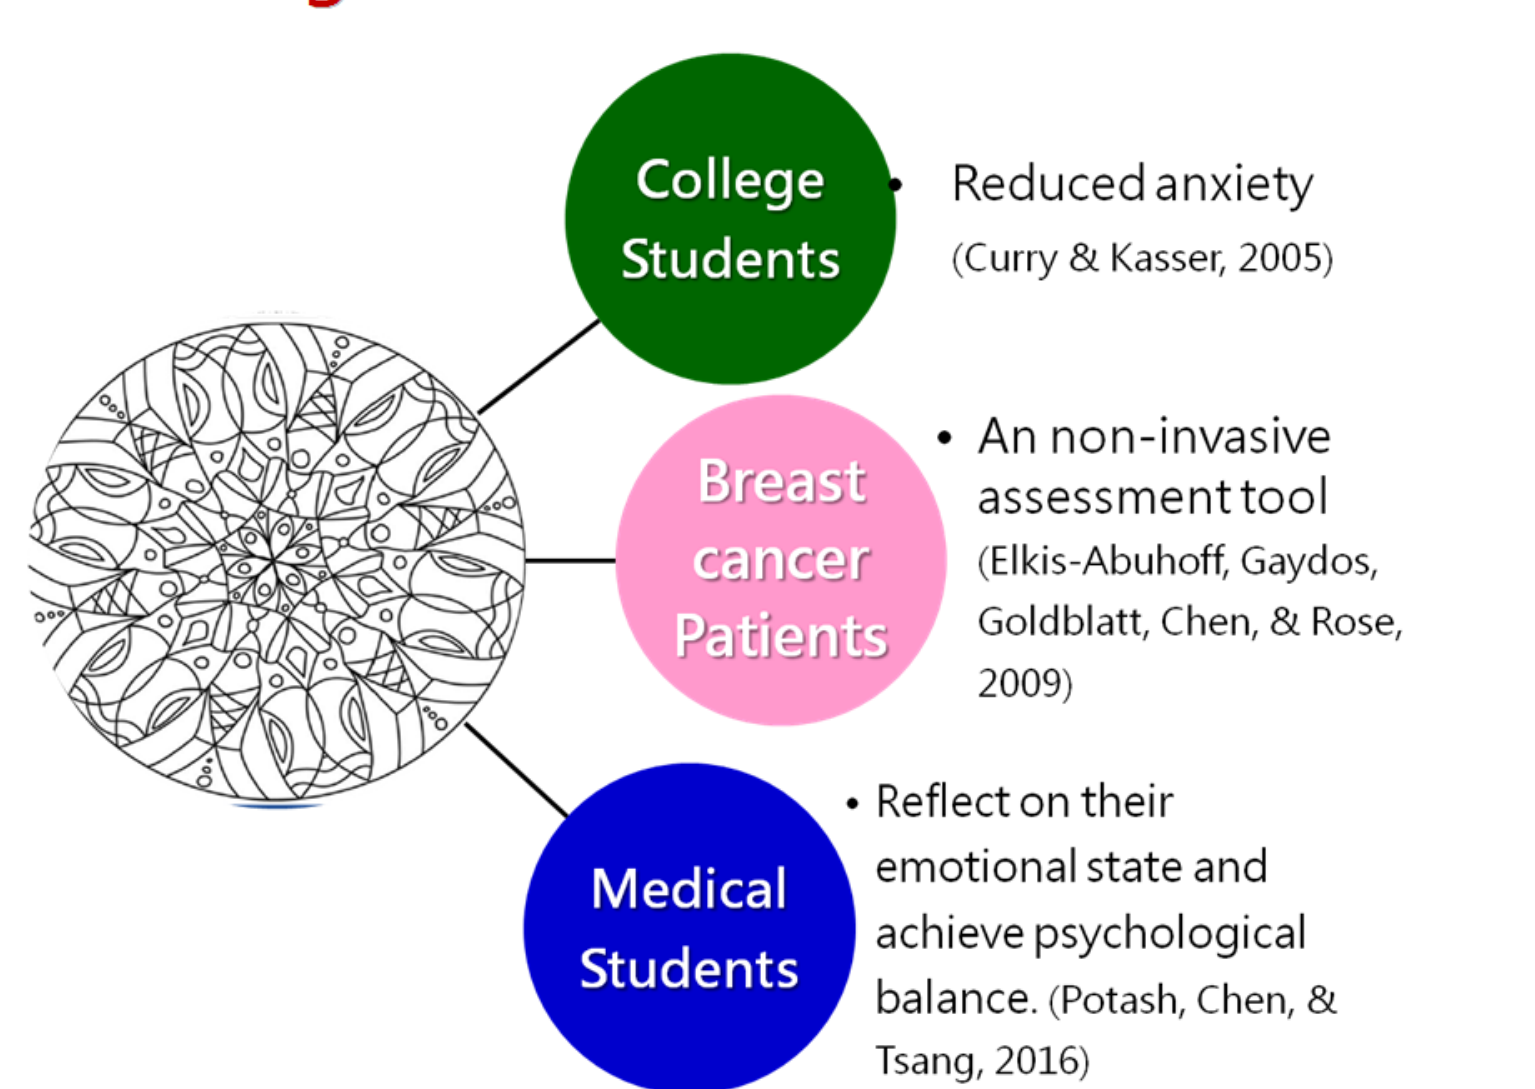 College
Students
• Reduced anxiety
(Curry & Kasser, 2005)
Breast
cancer
Patients
• An non-invasive
assessment tool
(Elkis-Abuhoff, Gaydos,
Goldblatt, Chen, & Rose,
2009)
Medical
Students
• Reflect on their
emotional state and
achieve psychological
balance. (Potash, Chen, &
Tsang, 2016)